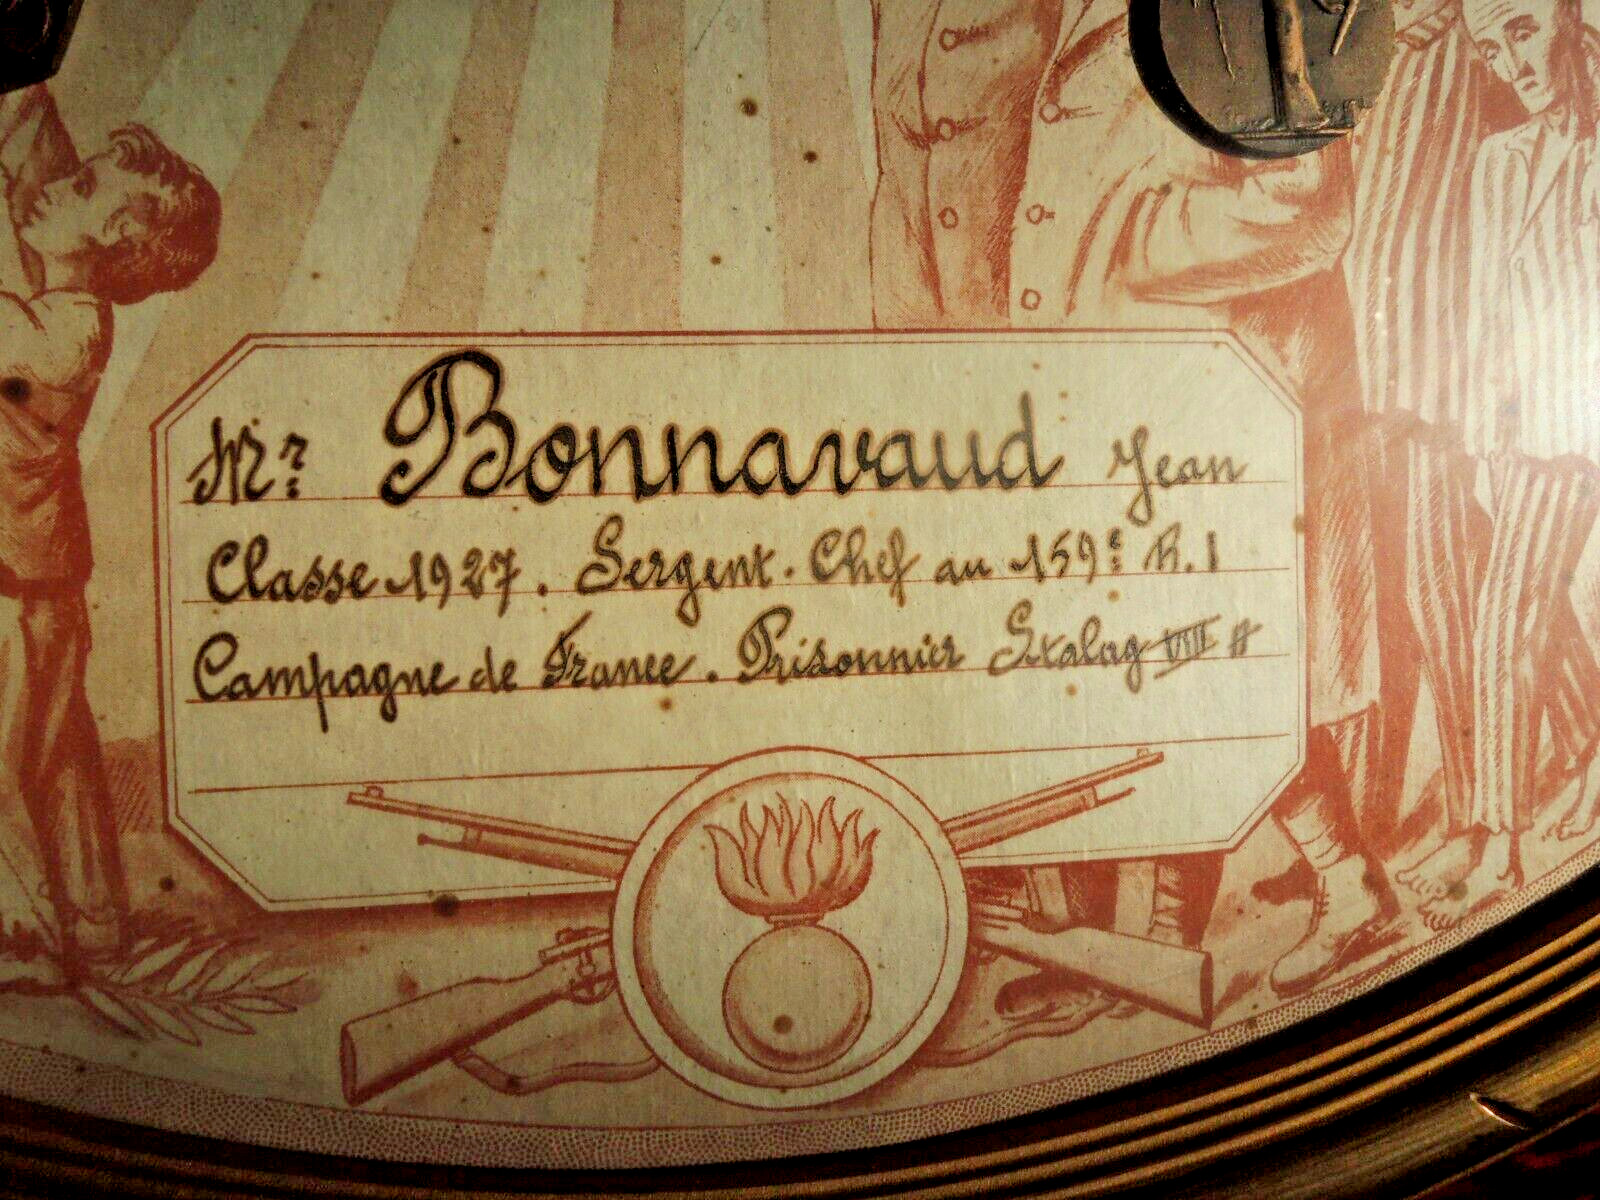 Mr. Bonnavaud Jean
Classe 1927. Sergent-Chef au 159e R.I
Campagne de France. Prisonnier Stalag VIII A